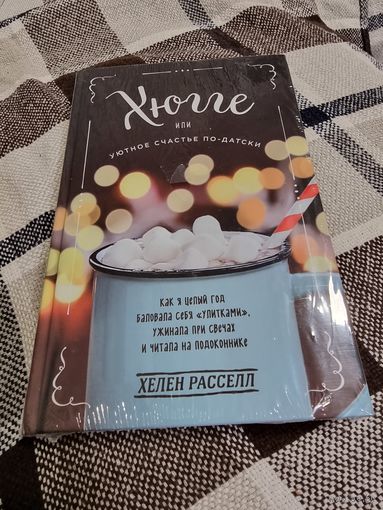 Хюгге
или
уютное счастье по-датски
как я целый год
баловала себя «улитками»,
ужинала при свечах
и читала на подоконнике
ХЕЛЕН РАССЕЛЛ